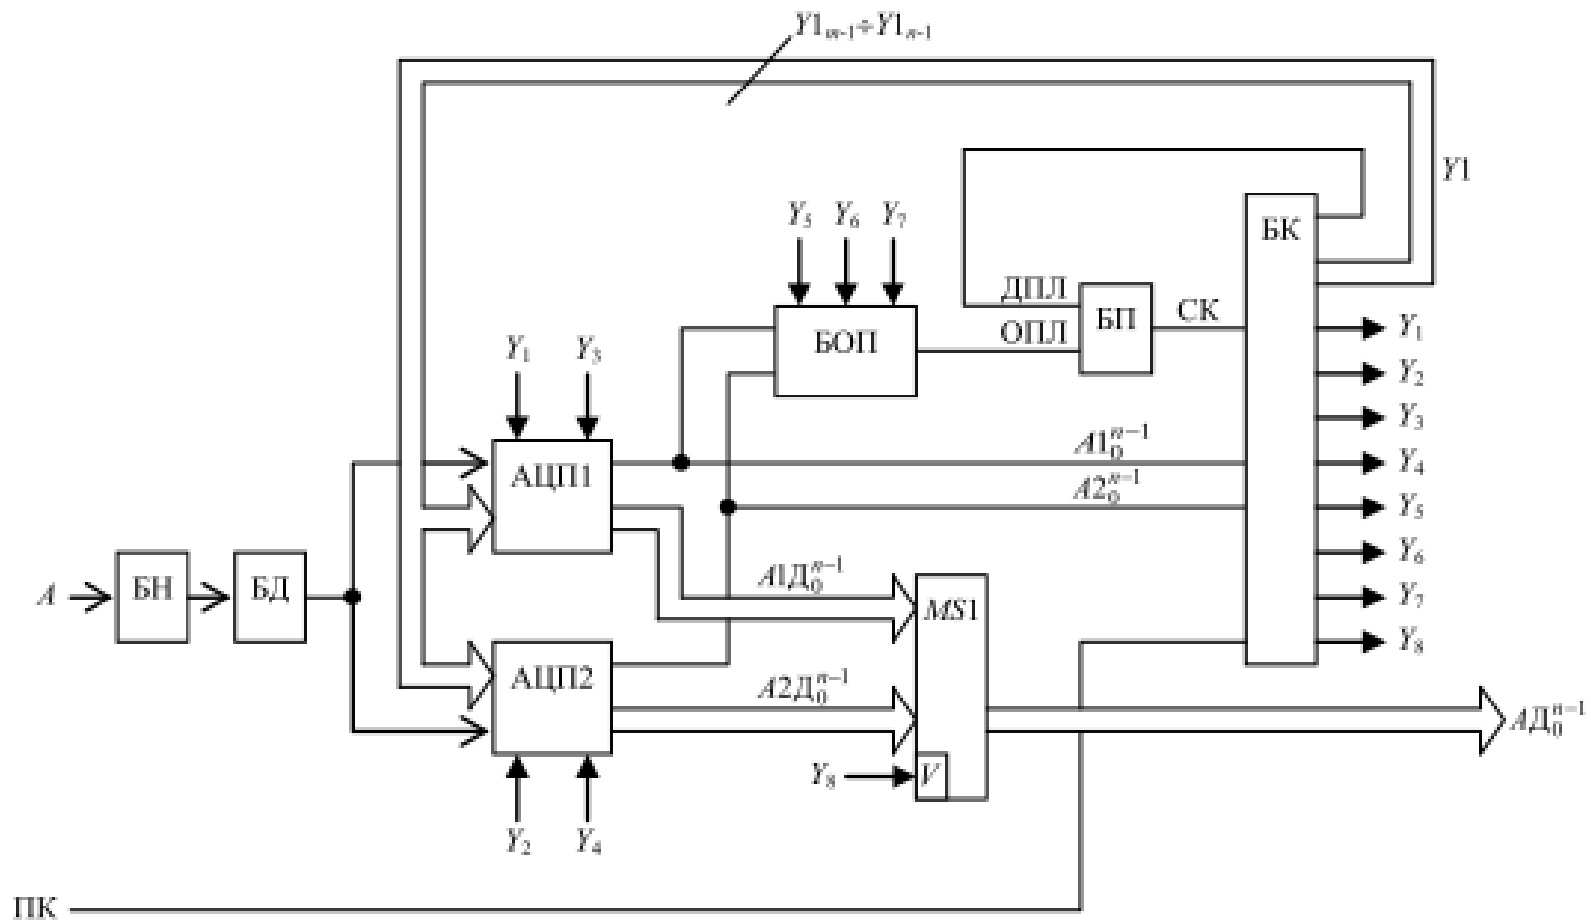 Y1ₘ₋₁÷Y1ₙ₋₁
Y1
Y₅ Y₆ Y₇
БК
ДПЛ
БП
СК
ОПЛ
БОП
Y₁
Y₂
Y₃
Y₄
Y₅
Y₆
Y₇
Y₈
Y₁ Y₃
АЦП1
A1₀ⁿ⁻¹
A2₀ⁿ⁻¹
A
БН
БД
A1Д₀ⁿ⁻¹
MS1
АЦП2
A2Д₀ⁿ⁻¹
AД₀ⁿ⁻¹
Y₈
V
Y₂ Y₄
ПК